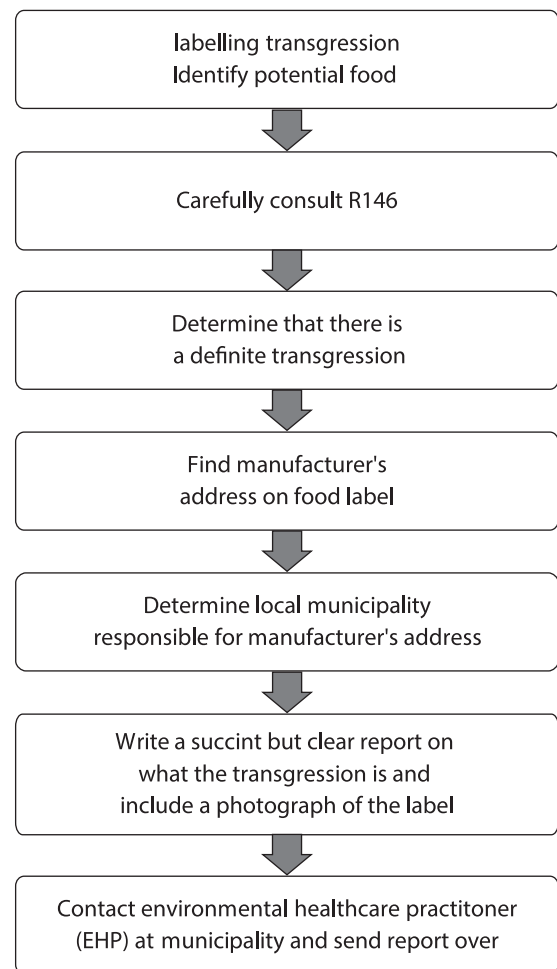 labelling transgression
Identify potential food
Carefully consult R146
Determine that there is
a definite transgression
Find manufacturer's
address on food label
Determine local municipality
responsible for manufacturer's address
Write a succint but clear report on
what the transgression is and
include a photograph of the label
Contact environmental healthcare practitoner
(EHP) at municipality and send report over